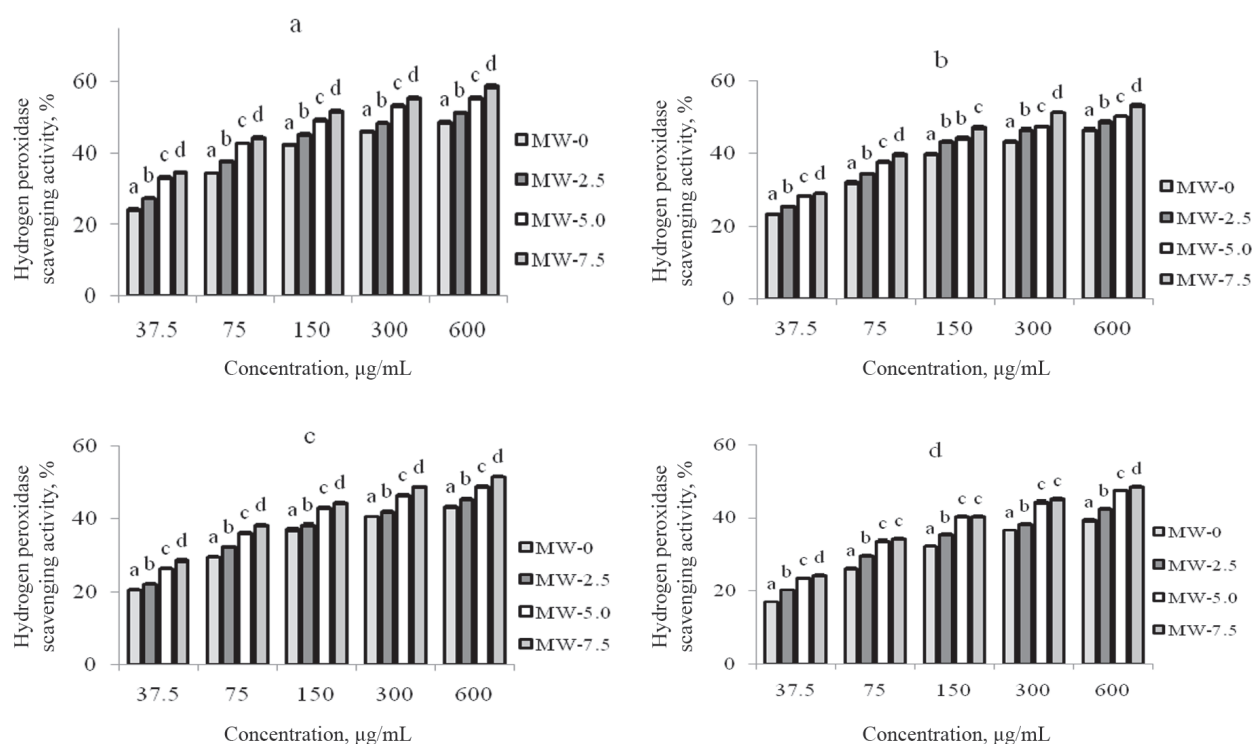 a
Hydrogen peroxidase
scavenging activity, %
60
40
20
0
a b c d
a b c d
a b c d
a b c d
a b c d
37.5 75 150 300 600
Concentration, μg/mL
MW-0
MW-2.5
MW-5.0
MW-7.5
b
Hydrogen peroxidase
scavenging activity, %
60
40
20
0
a b c d
a b c d
a b b c
a b c d
a b c d
37.5 75 150 300 600
Concentration, μg/mL
MW-0
MW-2.5
MW-5.0
MW-7.5
c
Hydrogen peroxidase
scavenging activity, %
60
40
20
0
a b c d
a b c d
a b c d
a b c d
a b c d
37.5 75 150 300 600
Concentration, μg/mL
MW-0
MW-2.5
MW-5.0
MW-7.5
d
Hydrogen peroxidase
scavenging activity, %
60
40
20
0
a b c d
a b c c
a b c c
a b c c
a b c d
37.5 75 150 300 600
Concentration, μg/mL
MW-0
MW-2.5
MW-5.0
MW-7.5